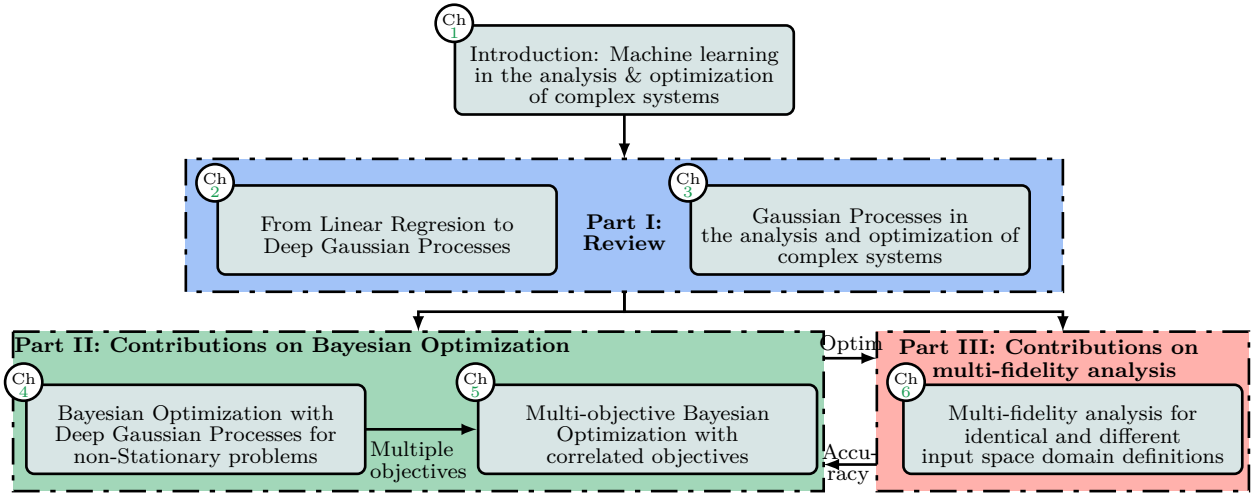 Ch
1
Introduction: Machine learning
in the analysis & optimization
of complex systems
Ch
2
From Linear Regresion to
Deep Gaussian Processes
Part I:
Review
Ch
3
Gaussian Processes in
the analysis and optimization of
complex systems
Part II: Contributions on Bayesian Optimization
Ch
4
Bayesian Optimization with
Deep Gaussian Processes for
non-Stationary problems
Multiple
objectives
Ch
5
Multi-objective Bayesian
Optimization with
correlated objectives
Optim
Accu-
racy
Part III: Contributions on
multi-fidelity analysis
Ch
6
Multi-fidelity analysis for
identical and different
input space domain definitions